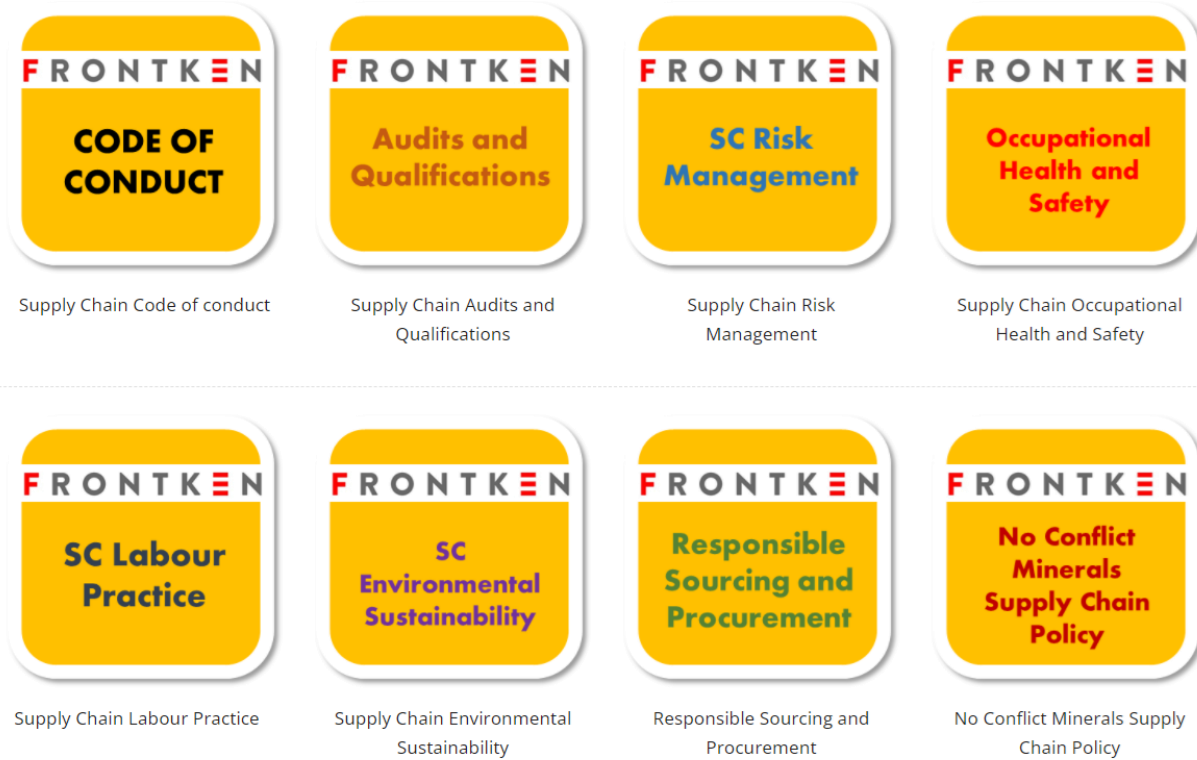 FRONTKEN
CODE OF
CONDUCT
Supply Chain Code of conduct
FRONTKEN
Audits and
Qualifications
Supply Chain Audits and
Qualifications
FRONTKEN
SC Risk
Management
Supply Chain Risk
Management
FRONTKEN
Occupational
Health and
Safety
Supply Chain Occupational
Health and Safety
FRONTKEN
SC Labour
Practice
Supply Chain Labour Practice
FRONTKEN
SC
Environmental
Sustainability
Supply Chain Environmental
Sustainability
FRONTKEN
Responsible
Sourcing and
Procurement
Responsible Sourcing and
Procurement
FRONTKEN
No Conflict
Minerals
Supply Chain
Policy
No Conflict Minerals Supply
Chain Policy